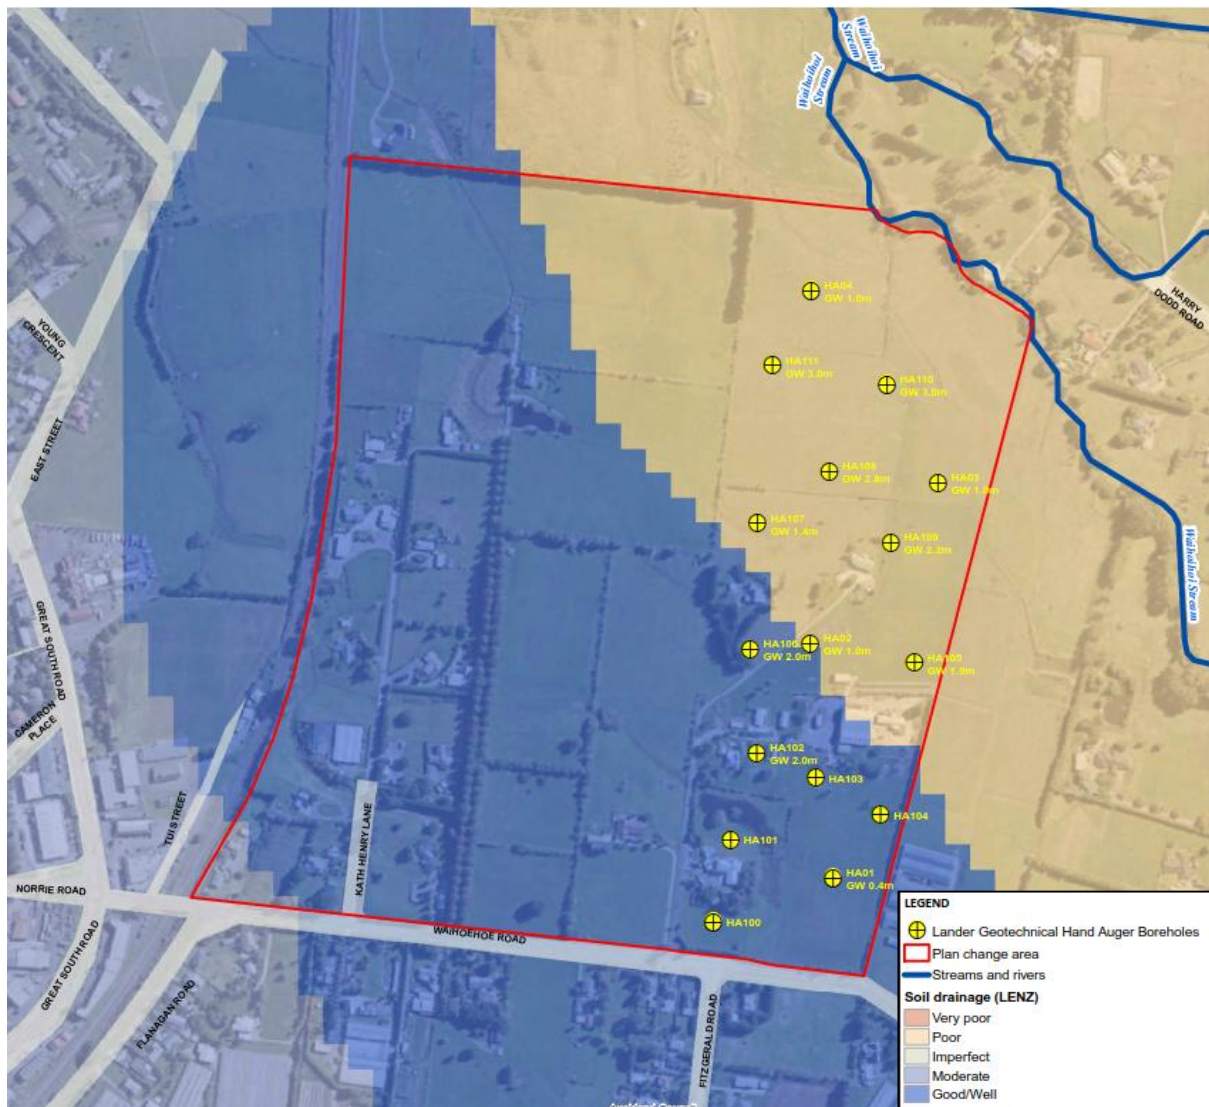 Waihoihoi
Stream
Waihoihoi
Stream
HARRY
DODD ROAD
HA04
GW 1.0m
YOUNG
CRESCENT
HA111
GW 3.0m
HA110
EAST STREET
HA108
GW 2.8m
HA03
HA107
GW 1.4m
HA109
GW 2.2m
Waihoihoi Stream
GREAT SOUTH ROAD
HA106
GW 2.0m
HA02
GW 1.0m
HA105
CAMERON
PLACE
HA102
GW 2.0m
HA103
TUI STREET
HA104
KATH HENRY LANE
HA101
HA01
GW 0.4m
NORRIE ROAD
HA100
WAIHOEHOE ROAD
GREAT SOUTH ROAD
FLANAGAN ROAD
FITZGERALD ROAD
LEGEND
Lander Geotechnical Hand Auger Boreholes
Plan change area
Streams and rivers
Soil drainage (LENZ)
Very poor
Poor
Imperfect
Moderate
Good/Well